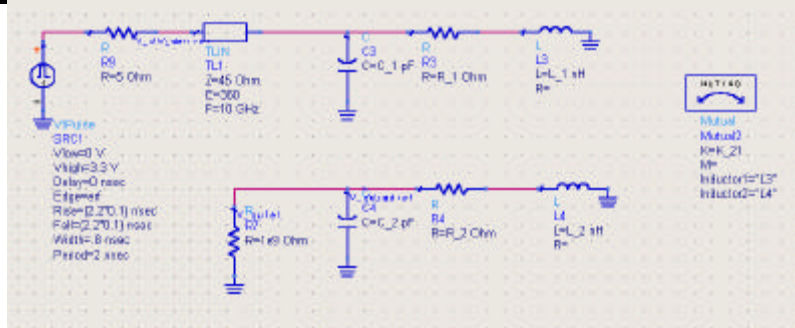 R
R9
R=5 Ohm
TLIN
TL1
Z=45 Ohm
E=360
F=10 GHz
C
C3
C=C_1 pF
R
R3
R=R_1 Ohm
L
L3
L=L_1 nH
R=
Mutual
Mutual2
K=K_21
M=
Inductor1="L3"
Inductor2="L4"
VtPulse
SRC1
Vlow=0 V
Vhigh=3.3 V
Delay=0 nsec
Edge=erf
Rise=(2.2*0.1) nsec
Fall=(2.2*0.1) nsec
Width=.8 nsec
Period=2 nsec
R
R=1e9 Ohm
C4
C=C_2 pF
R
R4
R=R_2 Ohm
L
L4
L=L_2 nH
R=